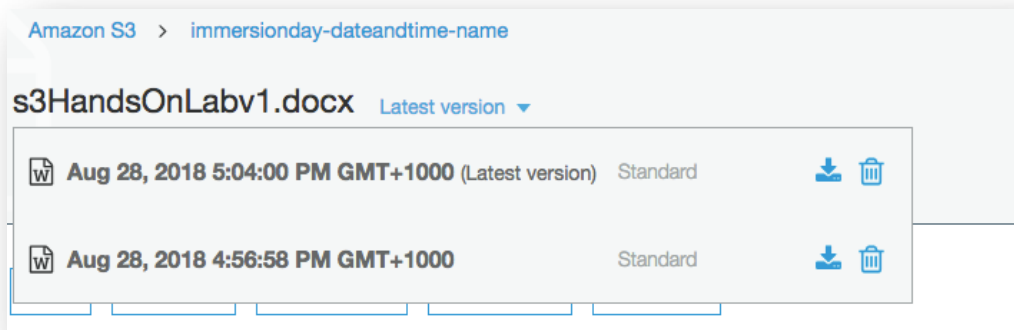 Amazon S3 > immersionday-dateandtime-name
s3HandsOnLabv1.docx Latest version
W Aug 28, 2018 5:04:00 PM GMT+1000 (Latest version) Standard
W Aug 28, 2018 4:56:58 PM GMT+1000 Standard